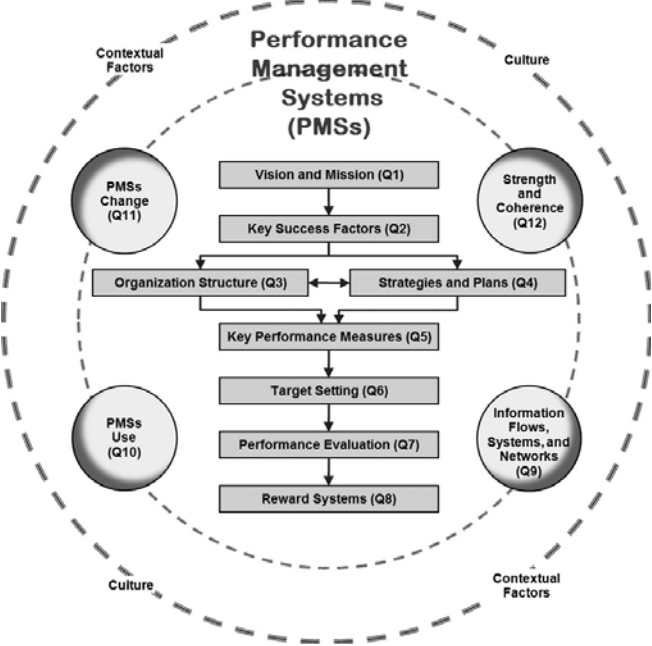 Performance
Management
Systems
(PMSs)
Contextual
Factors
Culture
PMSs
Change
(Q11)
Strength
and
Coherence
(Q12)
Vision and Mission (Q1)
Key Success Factors (Q2)
Organization Structure (Q3)
Strategies and Plans (Q4)
Key Performance Measures (Q5)
Target Setting (Q6)
Performance Evaluation (Q7)
Reward Systems (Q8)
PMSs
Use
(Q10)
Information
Flows,
Systems, and
Networks
(Q9)
Culture
Contextual
Factors